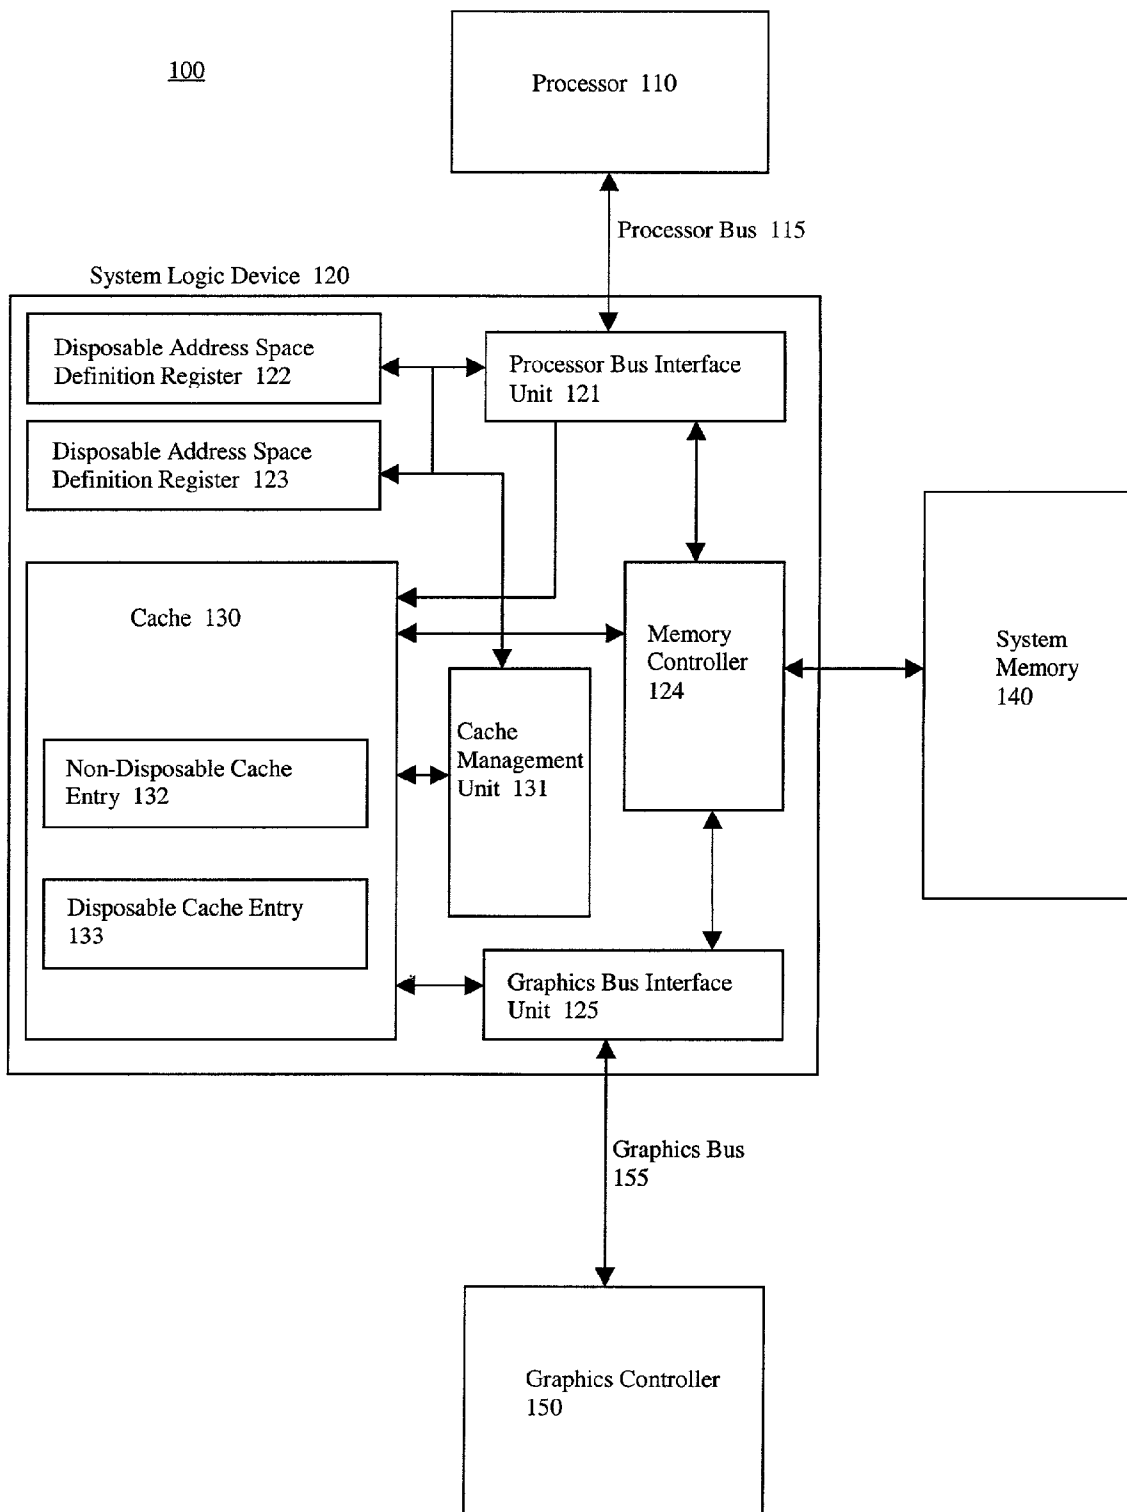 100
Processor 110
Processor Bus 115
System Logic Device 120
Disposable Address Space
Definition Register 122
Processor Bus Interface
Unit 121
Disposable Address Space
Definition Register 123
Cache 130
Memory
Controller
124
System
Memory
140
Cache
Management
Unit 131
Non-Disposable Cache
Entry 132
Disposable Cache Entry
133
Graphics Bus Interface
Unit 125
Graphics Bus
155
Graphics Controller
150